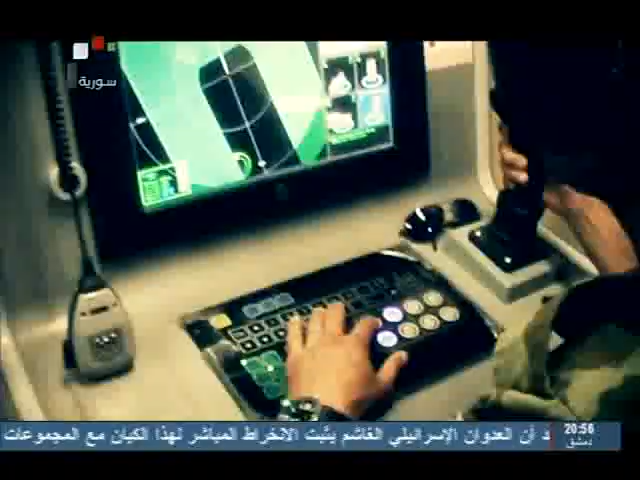 سورية
د أن العدوان الإسرائيلي الغاشم يثبت الانخراط المباشر لهذا الكيان مع المجموعات
20:56
دمشق